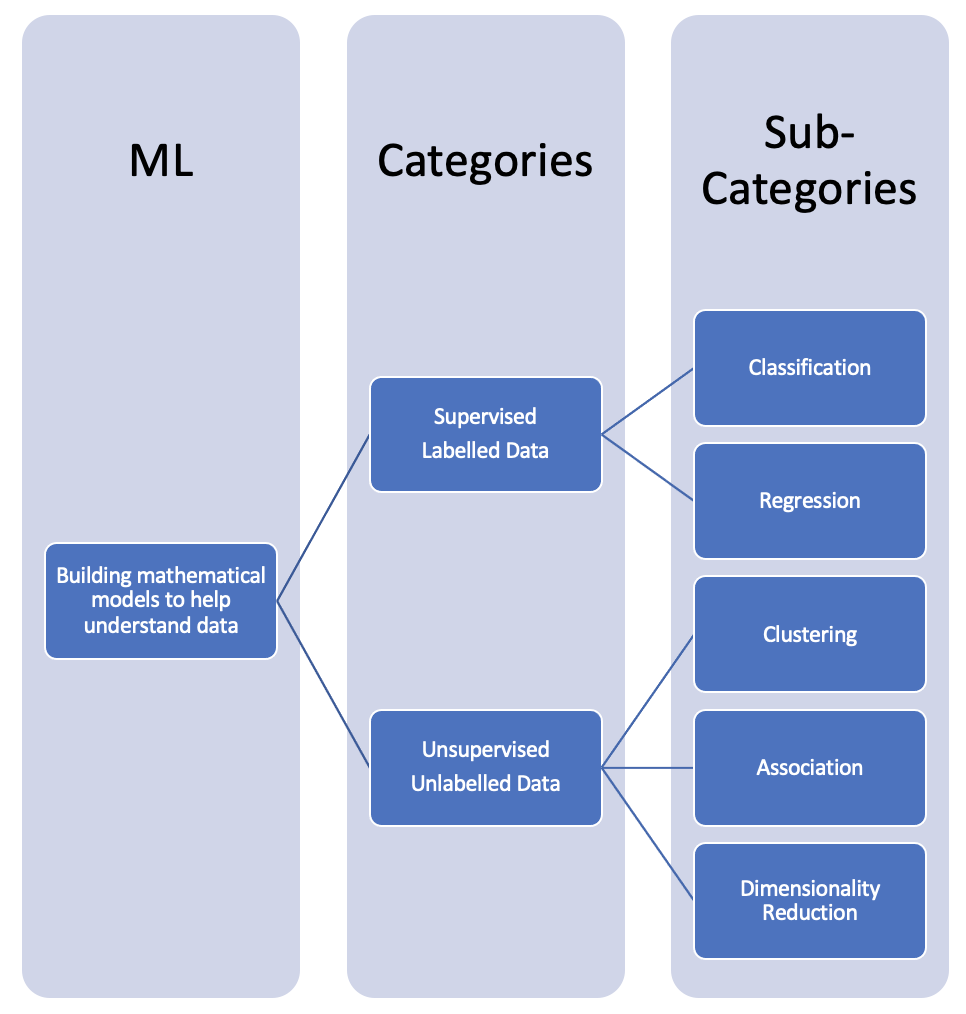 ML
Categories
Sub-
Categories
Building mathematical
models to help
understand data
Supervised
Labelled Data
Unsupervised
Unlabelled Data
Classification
Regression
Clustering
Association
Dimensionality
Reduction